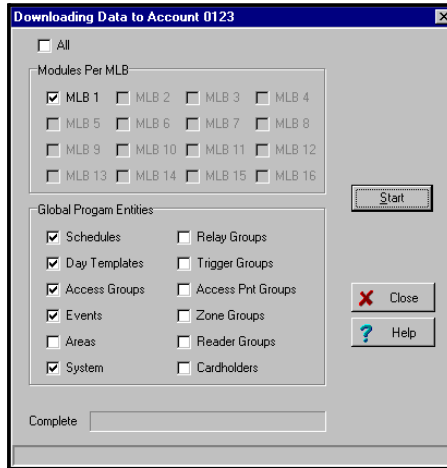 Downloading Data to Account 0123
All
Modules Per MLB
MLB 1 MLB 2 MLB 3 MLB 4
MLB 5 MLB 6 MLB 7 MLB 8
MLB 9 MLB 10 MLB 11 MLB 12
MLB 13 MLB 14 MLB 15 MLB 16
Start
Global Progam Entities
Schedules Relay Groups
Day Templates Trigger Groups
Access Groups Access Pnt Groups
Close
Events Zone Groups
Help
Areas Reader Groups
System Cardholders
Complete